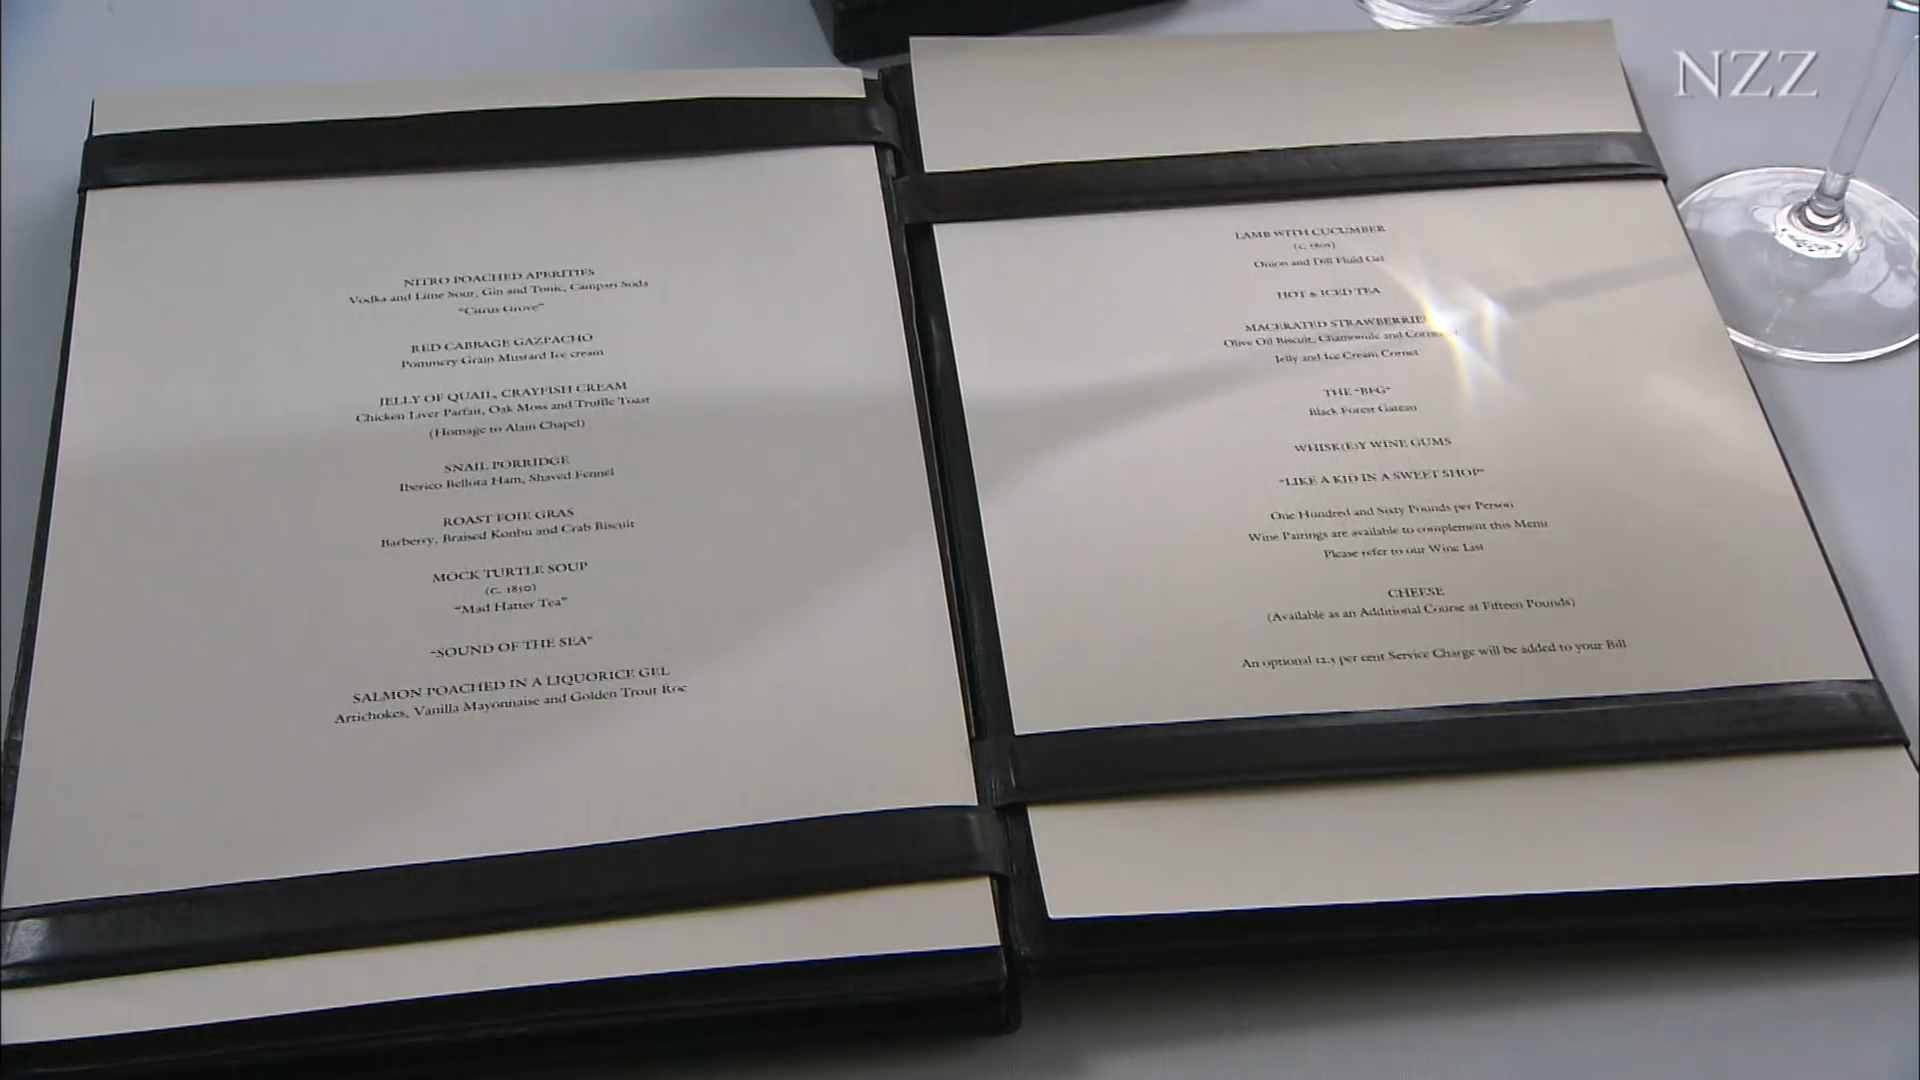 NZZ
NITRO POACHED APERITIFS
Vodka and Lime Sour, Gin and Tonic, Campari Soda
"Citrus Grove"
RED CABBAGE GAZPACHO
Pommery Grain Mustard Ice cream
JELLY OF QUAIL, CRAYFISH CREAM
Chicken Liver Parfait, Oak Moss and Truffle Toast
(Homage to Alain Chapel)
SNAIL PORRIDGE
Iberico Bellota Ham, Shaved Fennel
ROAST FOIE GRAS
Barberry, Braised Konbu and Crab Biscuit
MOCK TURTLE SOUP
(C. 1850)
"Mad Hatter Tea"
"SOUND OF THE SEA"
SALMON POACHED IN A LIQUORICE GEL
Artichokes, Vanilla Mayonnaise and Golden Trout Roe
LAMB WITH CUCUMBER
(C. 1805)
Onion and Dill Fluid Gel
HOT & ICED TEA
MACERATED STRAWBERRIE
Olive Oil Biscuit, Chamomile and
Jelly and Ice Cream Cornet
THE "BFG"
Black Forest Gateau
WHISK(E)Y WINE GUMS
"LIKE A KID IN A SWEET SHOP"
One Hundred and Sixty Pounds per Person
Wine Pairings are available to complement this Menu
Please refer to our Wine List
CHEESE
(Available as an Additional Course at Fifteen Pounds)
An optional 12.5 per cent Service Charge will be added to your Bill